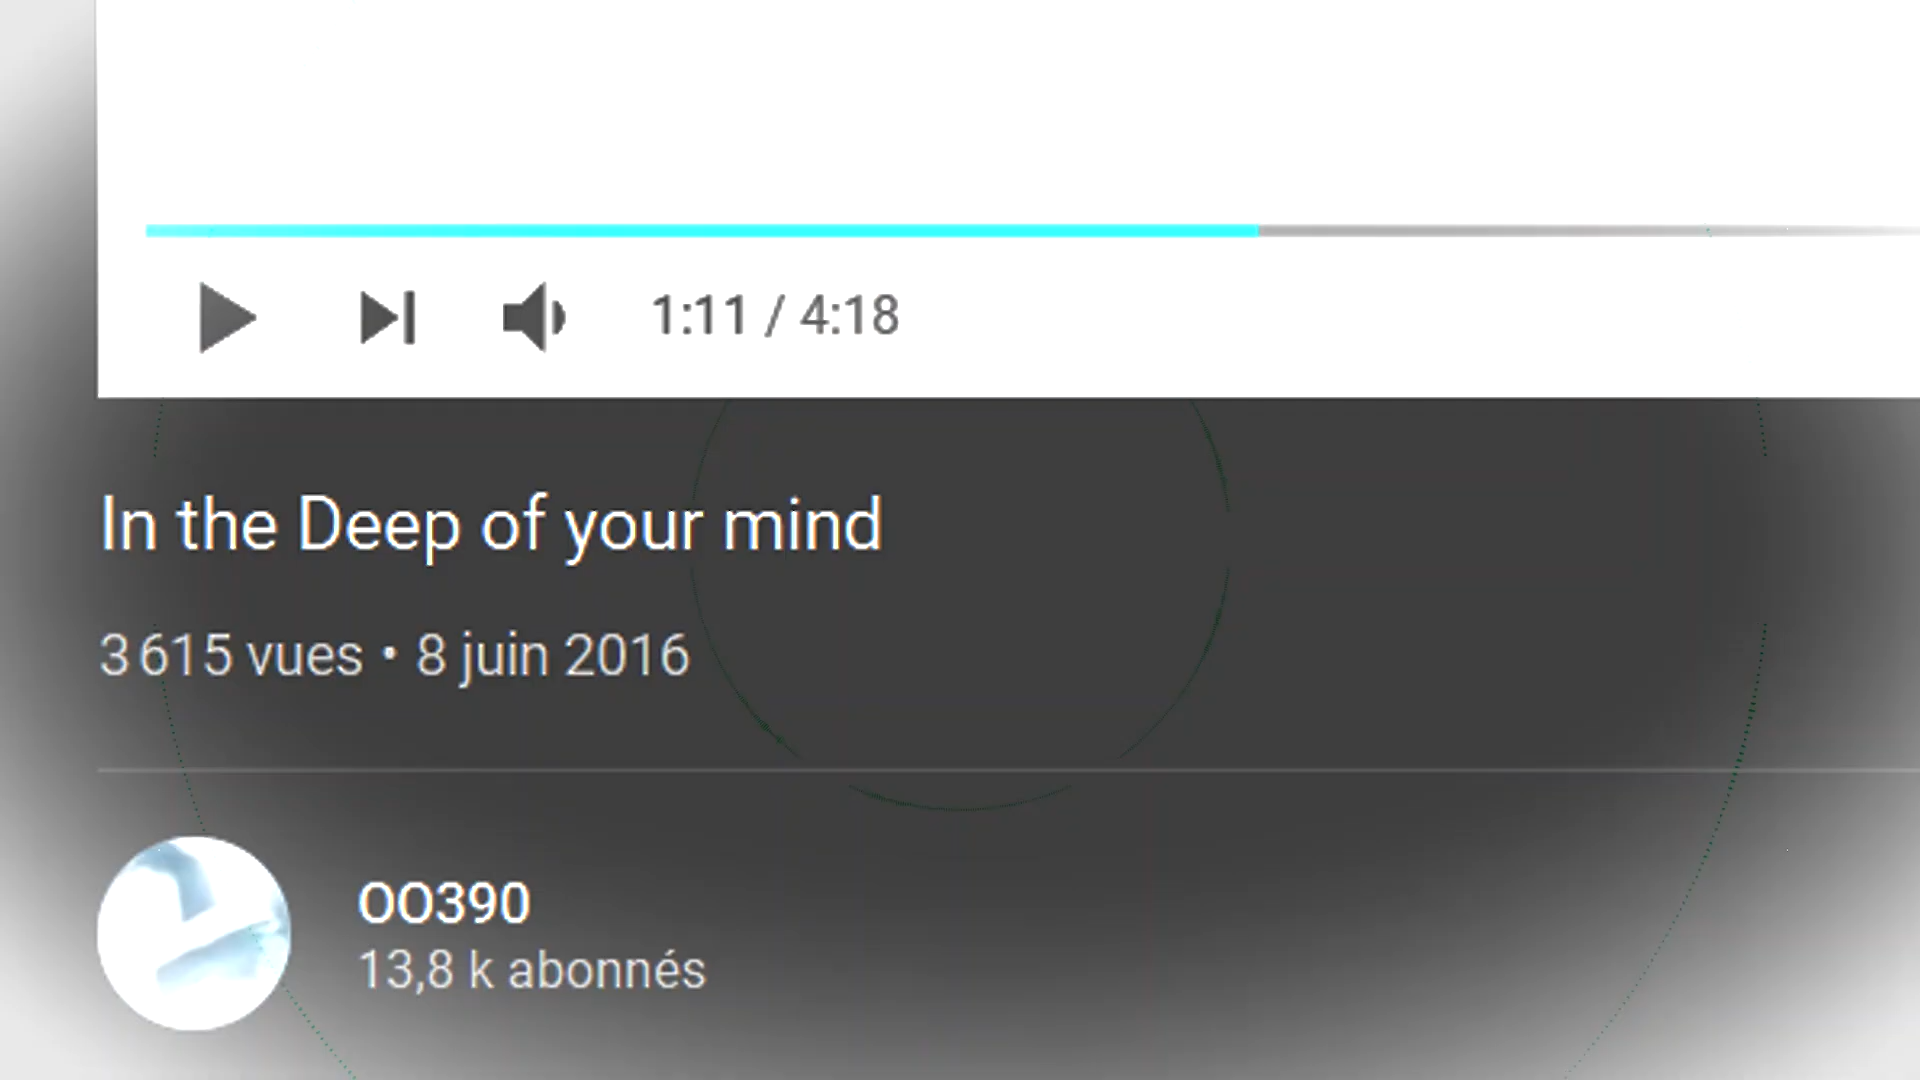 1:11 / 4:18
In the Deep of your mind
3 615 vues • 8 juin 2016
OO390
13,8 k abonnés